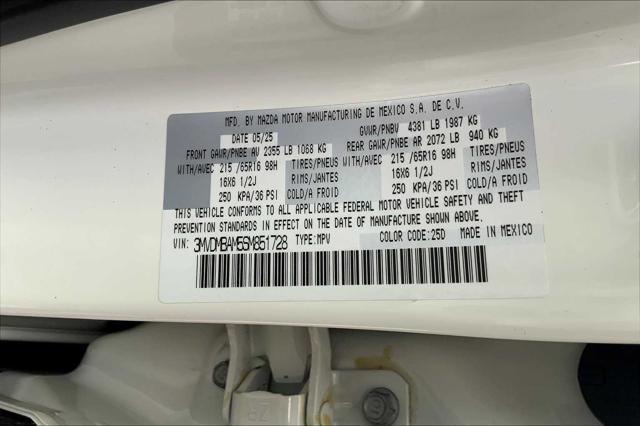 MFD. BY MAZDA MOTOR MANUFACTURING DE MEXICO S.A. DE C.V.
DATE 05/25 GVWR/PNBV 4381 LB 1987 KG
FRONT GAWR/PNBE AV 2355 LB 1068 KG REAR GAWR/PNBE AR 2072 LB 940 KG
WITH/AVEC 215 /65R16 98H TIRES/PNEUS WITH/AVEC 215 /65R16 98H TIRES/PNEUS
16X6 1/2J RIMS/JANTES 16X6 1/2J RIMS/JANTES
250 KPA/36 PSI COLD/A FROID 250 KPA/36 PSI COLD/A FROID
THIS VEHICLE CONFORMS TO ALL APPLICABLE FEDERAL MOTOR VEHICLE SAFETY AND THEFT
PREVENTION STANDARDS IN EFFECT ON THE DATE OF MANUFACTURE SHOWN ABOVE.
VIN: 3MVDMBAM5SM851728 TYPE:MPV COLOR CODE:25D MADE IN MEXICO